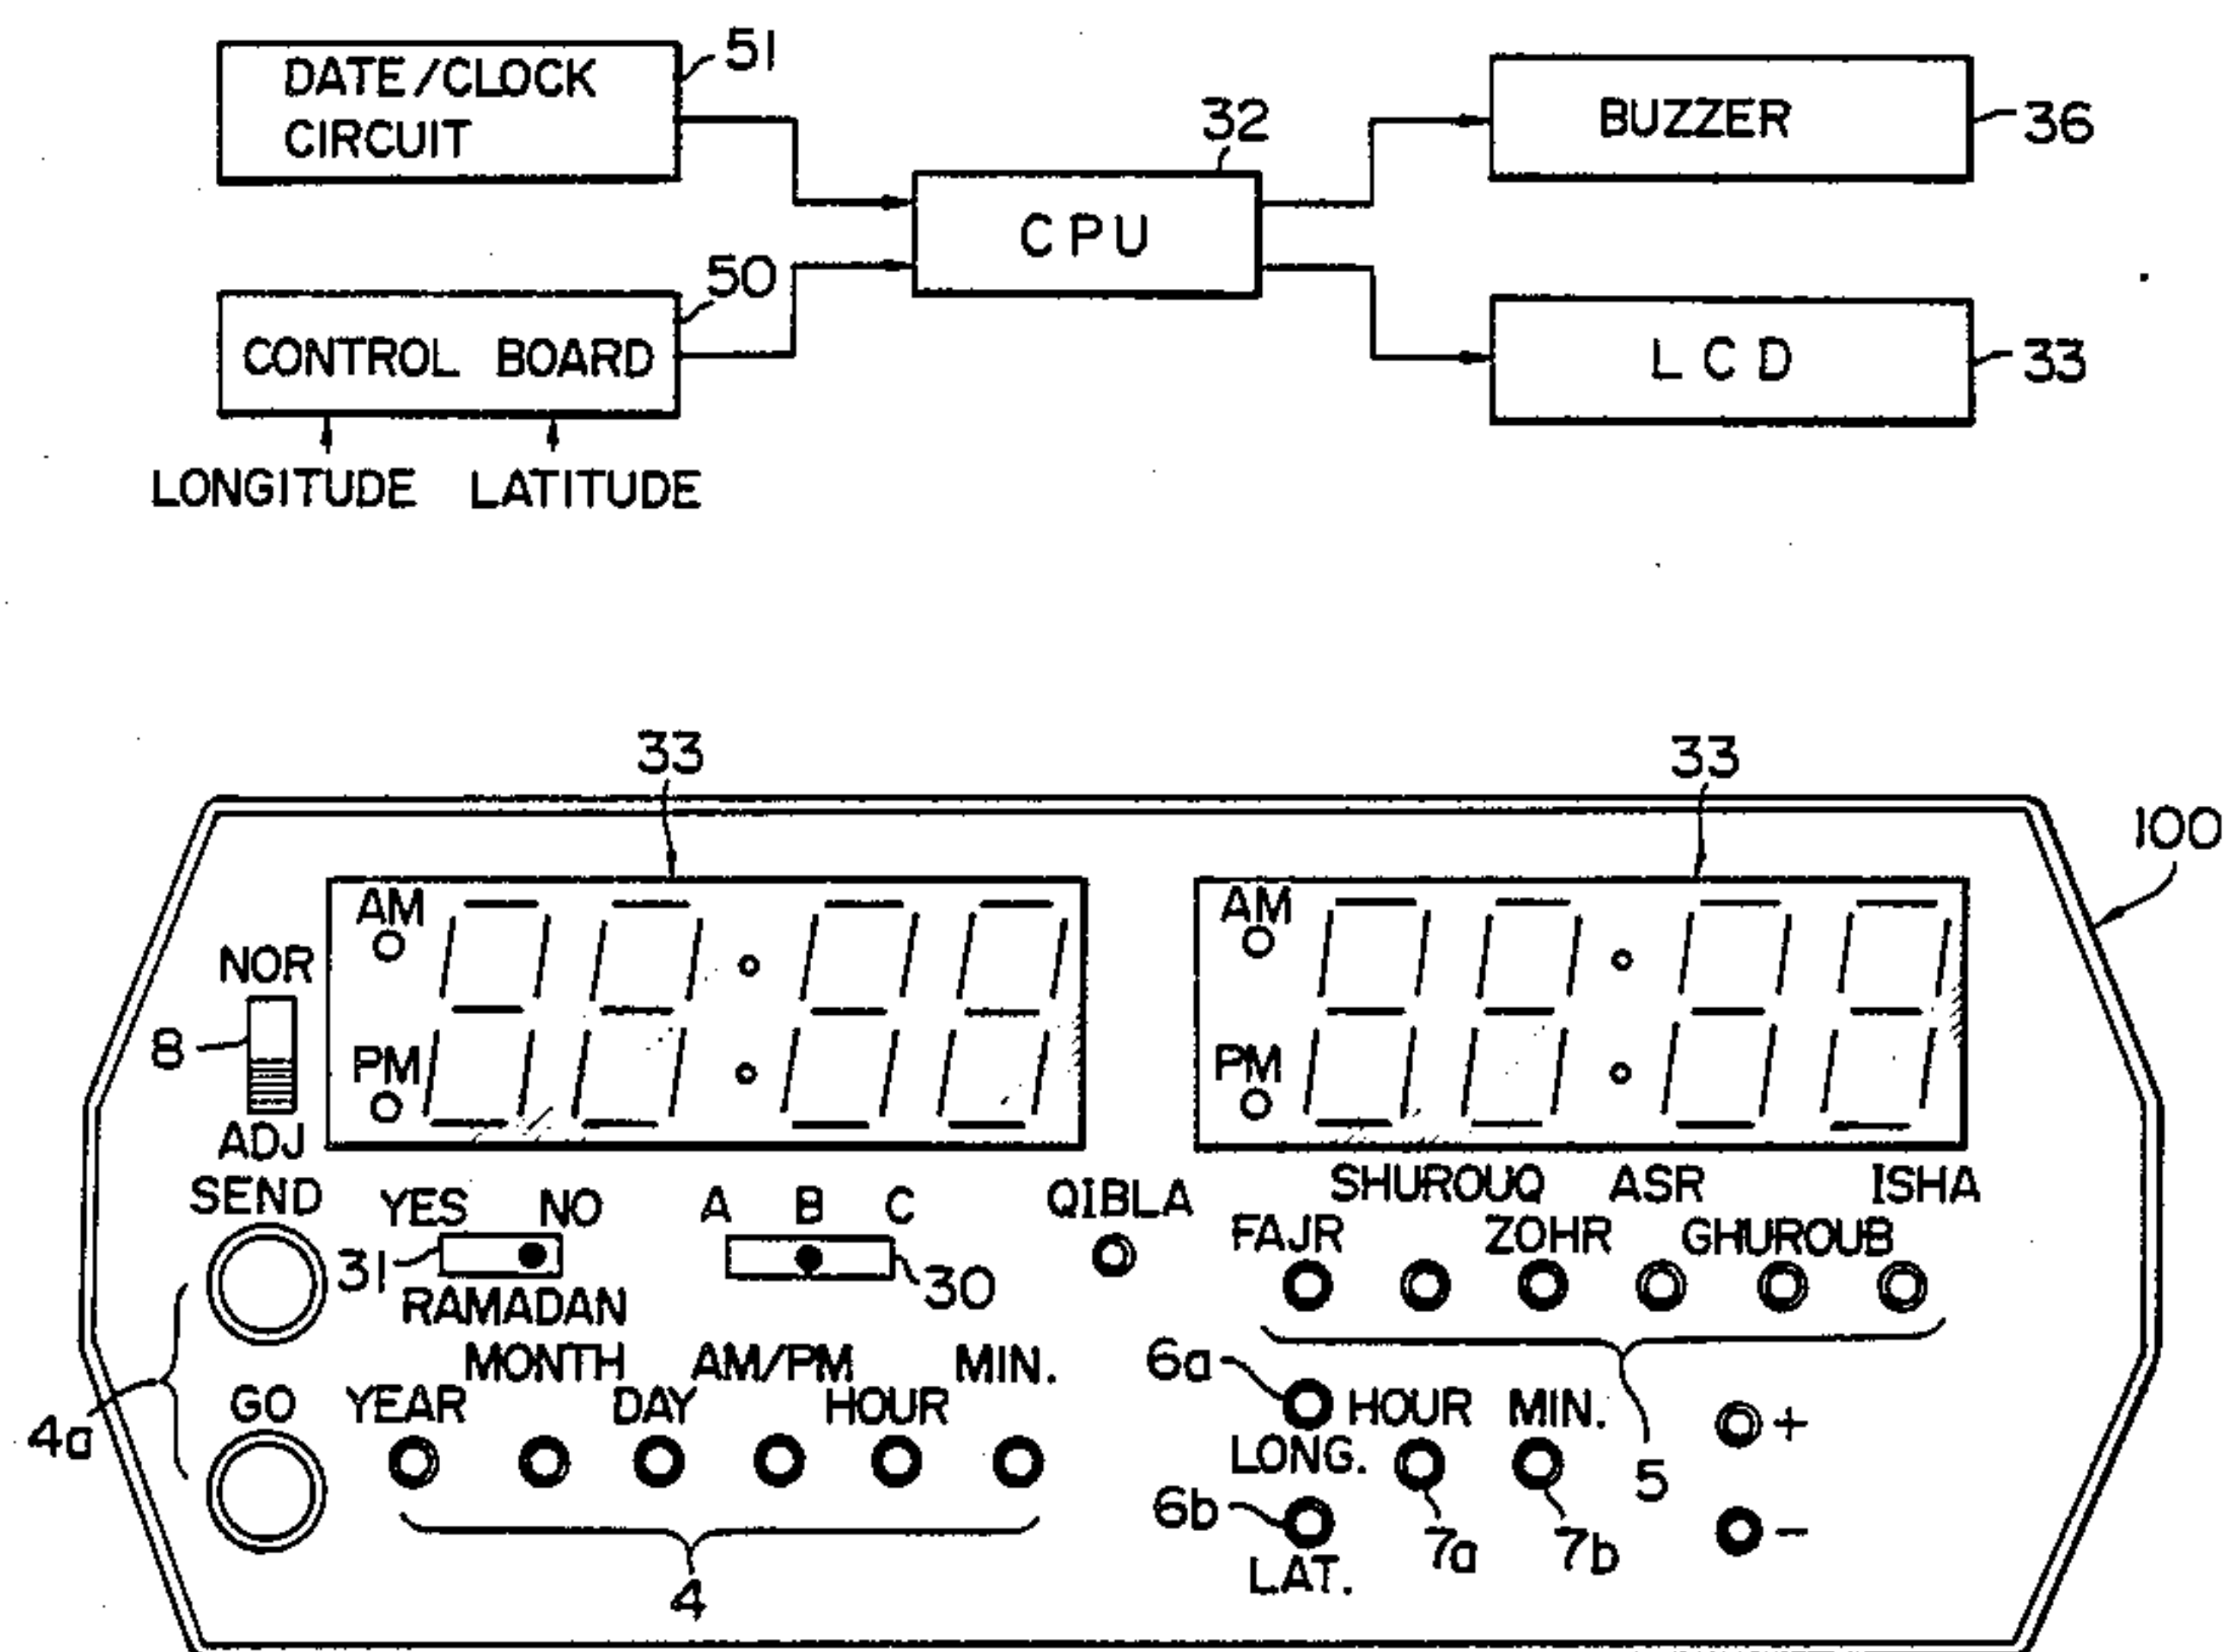 51
DATE/CLOCK
CIRCUIT
32
BUZZER
36
CPU
50
CONTROL BOARD
LCD
33
LONGITUDE LATITUDE
33
33
100
AM
AM
NOR
8
PM
PM
ADJ
SEND
YES NO
A B C
QIBLA
SHUROUQ ASR ISHA
FAJR ZOHR GHUROUB
31
30
RAMADAN
MONTH AM/PM MIN.
6a
GO
YEAR DAY HOUR
HOUR MIN.
+
4a
LONG.
5
6b
7a
7b
-
LAT.
4